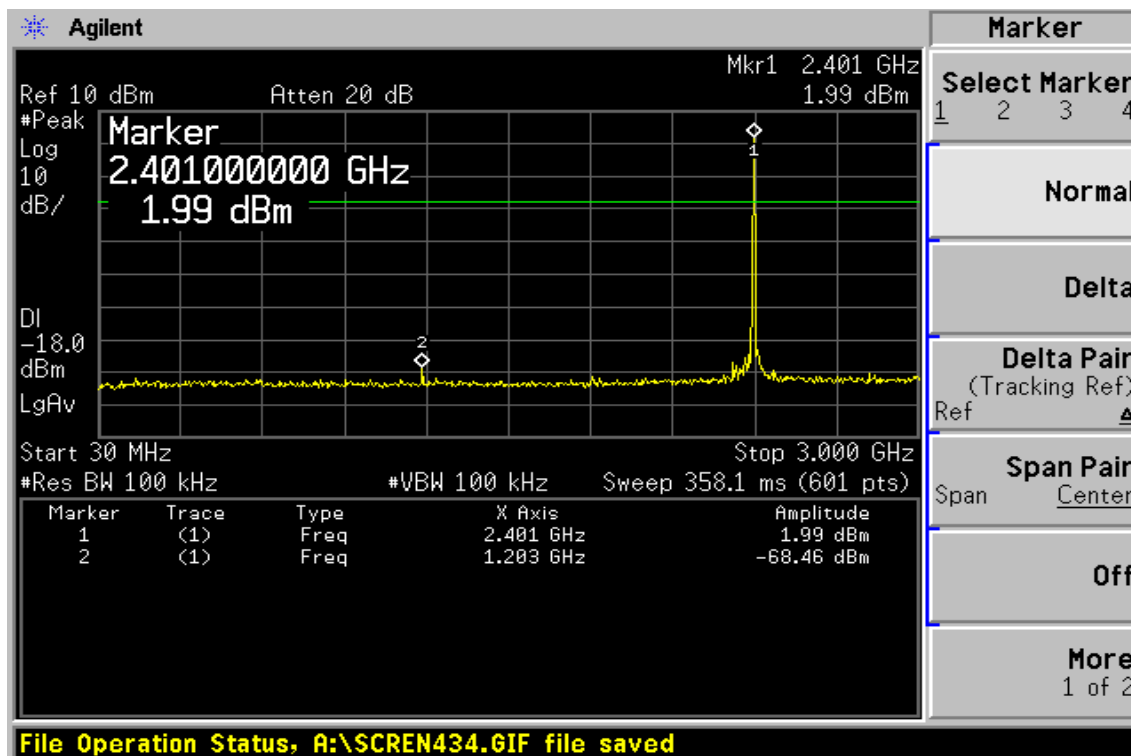 Agilent
Marker
Mkr1 2.401 GHz
Ref 10 dBm Atten 20 dB 1.99 dBm
#Peak
Log
10
dB/
Marker
2.401000000 GHz
1.99 dBm
1
2
DI
-18.0
dBm
LgAv
Start 30 MHz Stop 3.000 GHz
#Res BW 100 kHz #VBW 100 kHz Sweep 358.1 ms (601 pts)
Marker Trace Type X Axis Amplitude
1 (1) Freq 2.401 GHz 1.99 dBm
2 (1) Freq 1.203 GHz -68.46 dBm
Select Marker
1 2 3 4
Normal
Delta
Delta Pair
(Tracking Ref)
Ref Δ
Span Pair
Span Center
Off
More
1 of 2
File Operation Status, A:\SCREN434.GIF file saved